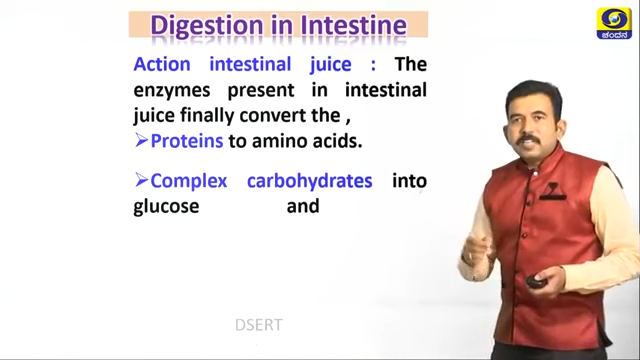 Digestion in Intestine
ಚಂದನ
Action intestinal juice : The
enzymes present in intestinal
juice finally convert the ,
➢Proteins to amino acids.
➢Complex carbohydrates into
glucose and
DSERT